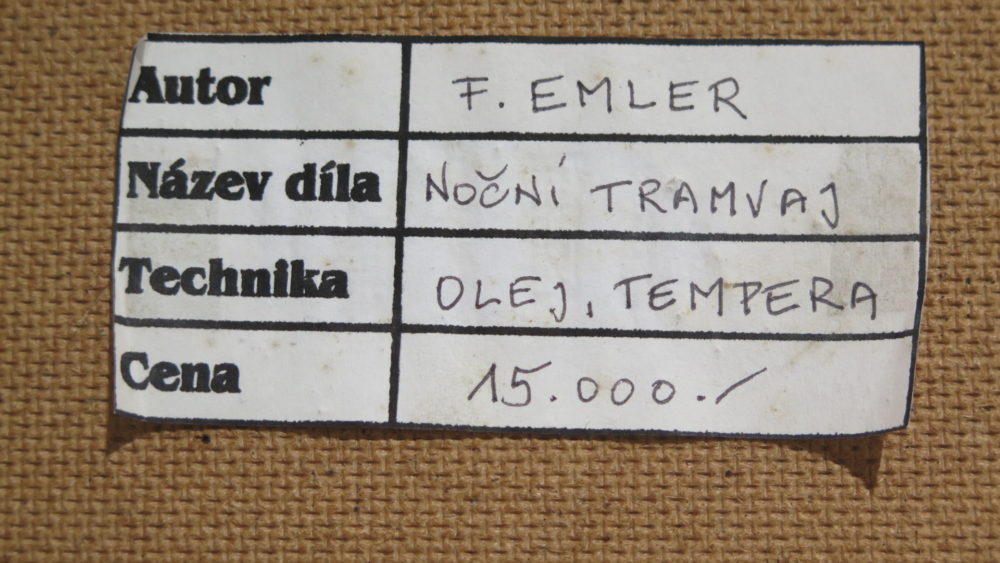 Autor F. EMLER
Název díla NOČNÍ TRAMVAJ
Technika OLEJ, TEMPERA
Cena 15.000.-